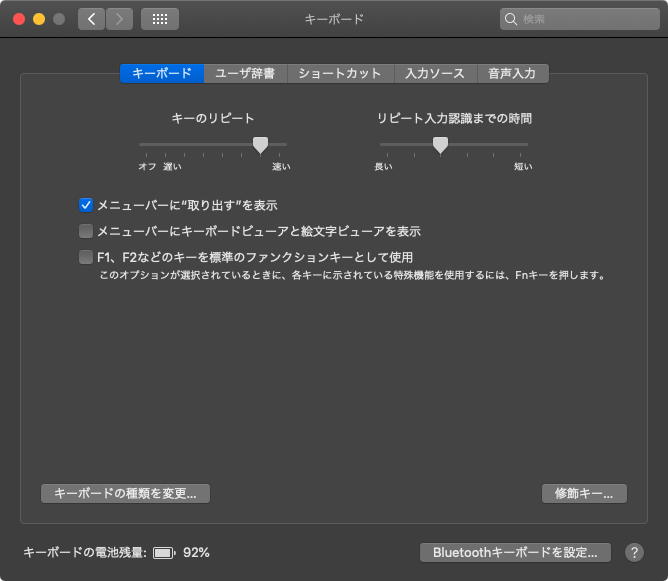 キーボード
検索
キーボード ユーザ辞書 ショートカット 入力ソース 音声入力
キーのリピート
オフ 遅い 速い
リピート入力認識までの時間
長い 短い
メニューバーに“取り出す”を表示
メニューバーにキーボードビューアと絵文字ビューアを表示
F1、F2などのキーを標準のファンクションキーとして使用
このオプションが選択されているときに、各キーに示されている特殊機能を使用するには、Fnキーを押します。
キーボードの種類を変更... 修飾キー...
キーボードの電池残量: 92% Bluetoothキーボードを設定... ?